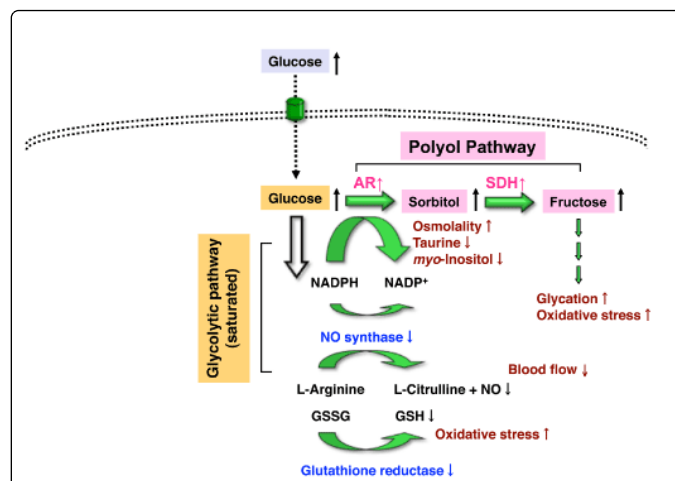 Glucose ↑
Polyol Pathway
AR↑
SDH↑
Glucose ↑
Sorbitol ↑
Fructose ↑
Osmolality ↑
Taurine ↓
myo-Inositol ↓
Glycolytic pathway
(saturated)
NADPH
NADP+
Glycation ↑
Oxidative stress ↑
NO synthase ↓
Blood flow ↓
L-Arginine
L-Citrulline + NO ↓
GSSG
GSH ↓
Oxidative stress ↑
Glutathione reductase ↓